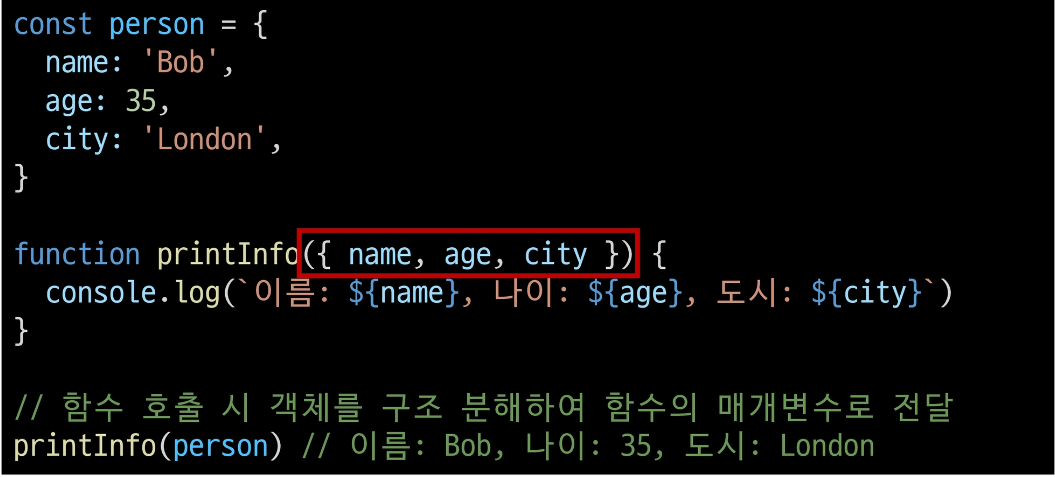 const person = {
  name: 'Bob',
  age: 35,
  city: 'London',
}
function printInfo({ name, age, city }) {
  console.log(`이름: ${name}, 나이: ${age}, 도시: ${city}`)
}
// 함수 호출 시 객체를 구조 분해하여 함수의 매개변수로 전달
printInfo(person) // 이름: Bob, 나이: 35, 도시: London